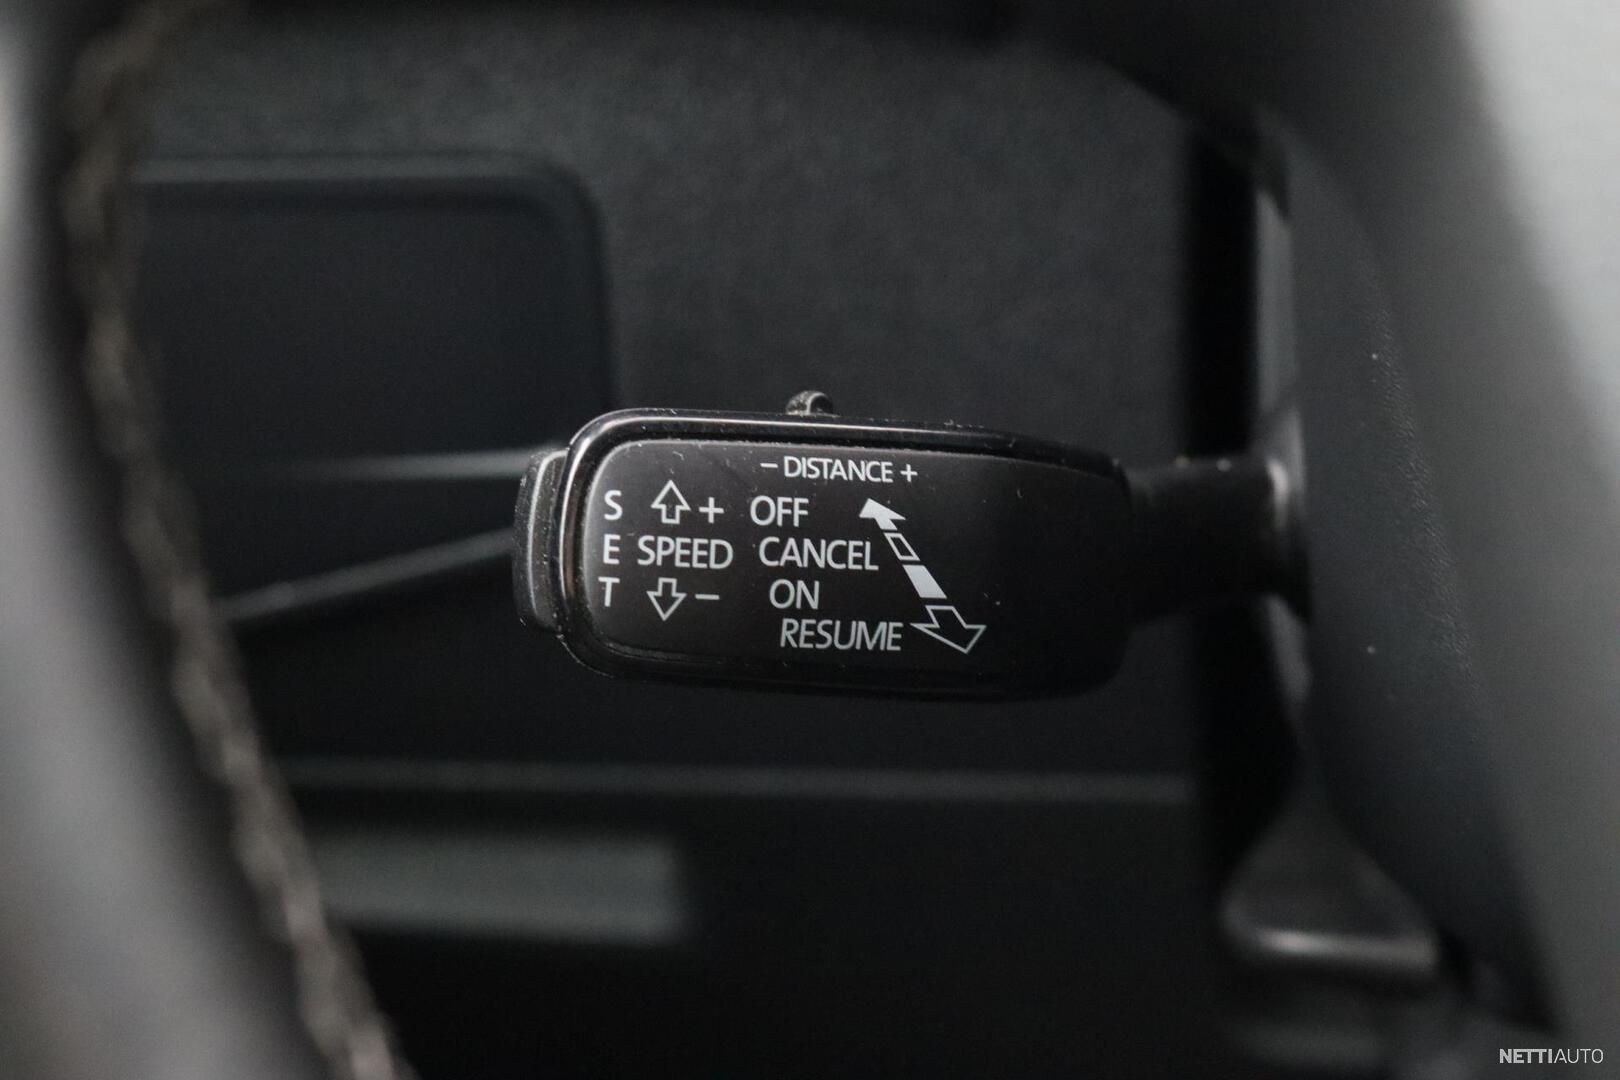 − DISTANCE +
S + OFF
E SPEED CANCEL
T − ON
RESUME
NETTIAUTO